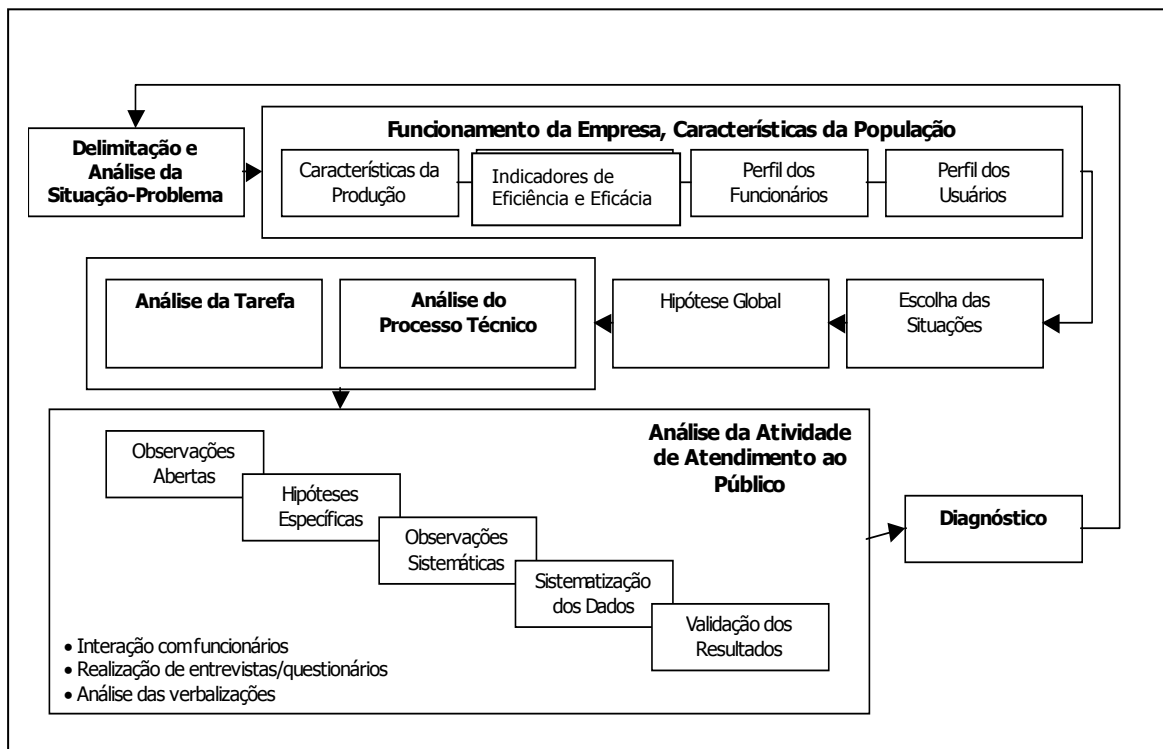 Funcionamento da Empresa, Características da População
Delimitação e
Análise da
Situação-Problema
Características da
Produção
Indicadores de
Eficiência e Eficácia
Perfil dos
Funcionários
Perfil dos
Usuários
Análise da Tarefa
Análise do
Processo Técnico
Hipótese Global
Escolha das
Situações
Análise da Atividade
de Atendimento ao
Público
Observações
Abertas
Hipóteses
Específicas
Observações
Sistemáticas
Sistematização
dos Dados
Validação dos
Resultados
Diagnóstico
• Interação com funcionários
• Realização de entrevistas/questionários
• Análise das verbalizações